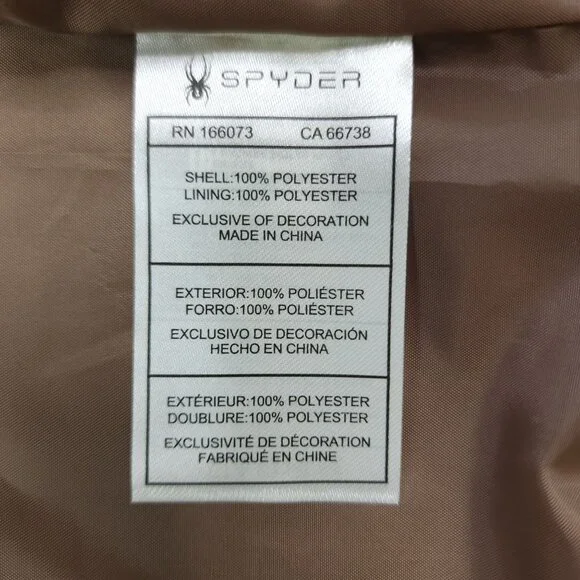 SPYDER
RN 166073 CA 66738
SHELL:100% POLYESTER
LINING:100% POLYESTER
EXCLUSIVE OF DECORATION
MADE IN CHINA
EXTERIOR:100% POLIÉSTER
FORRO:100% POLIÉSTER
EXCLUSIVO DE DECORACIÓN
HECHO EN CHINA
EXTÉRIEUR:100% POLYESTER
DOUBLURE:100% POLYESTER
EXCLUSIVITÉ DE DÉCORATION
FABRIQUÉ EN CHINE